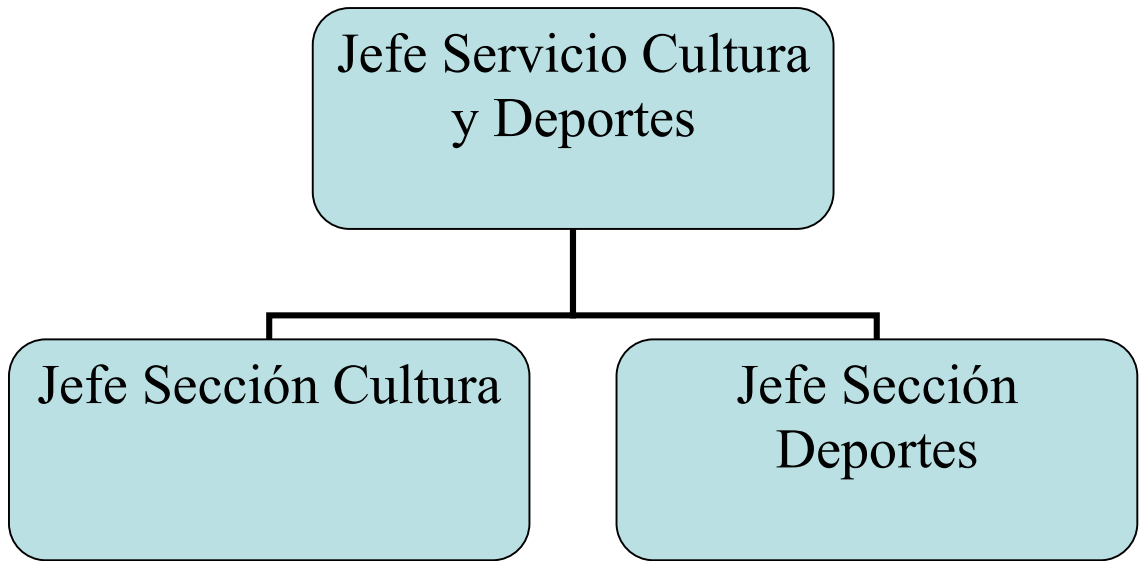 Jefe Servicio Cultura
y Deportes
Jefe Sección Cultura
Jefe Sección
Deportes